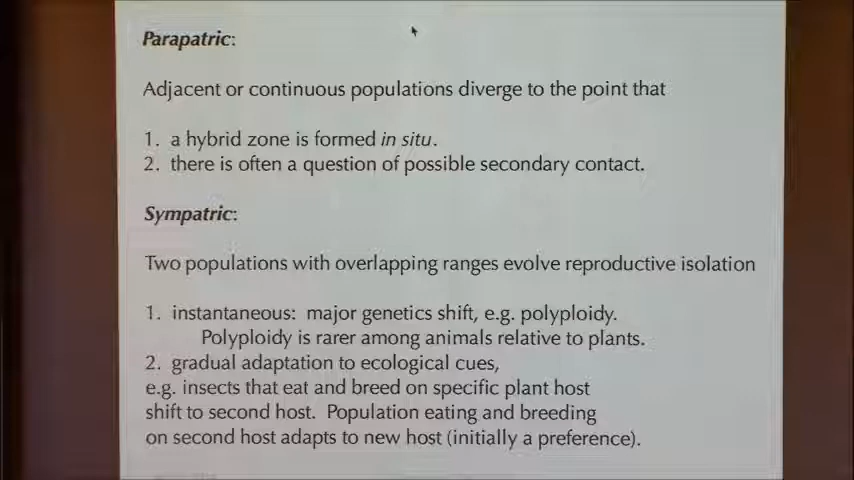 Parapatric:
Adjacent or continuous populations diverge to the point that
1. a hybrid zone is formed in situ.
2. there is often a question of possible secondary contact.
Sympatric:
Two populations with overlapping ranges evolve reproductive isolation
1. instantaneous: major genetics shift, e.g. polyploidy.
Polyploidy is rarer among animals relative to plants.
2. gradual adaptation to ecological cues,
e.g. insects that eat and breed on specific plant host
shift to second host. Population eating and breeding
on second host adapts to new host (initially a preference).